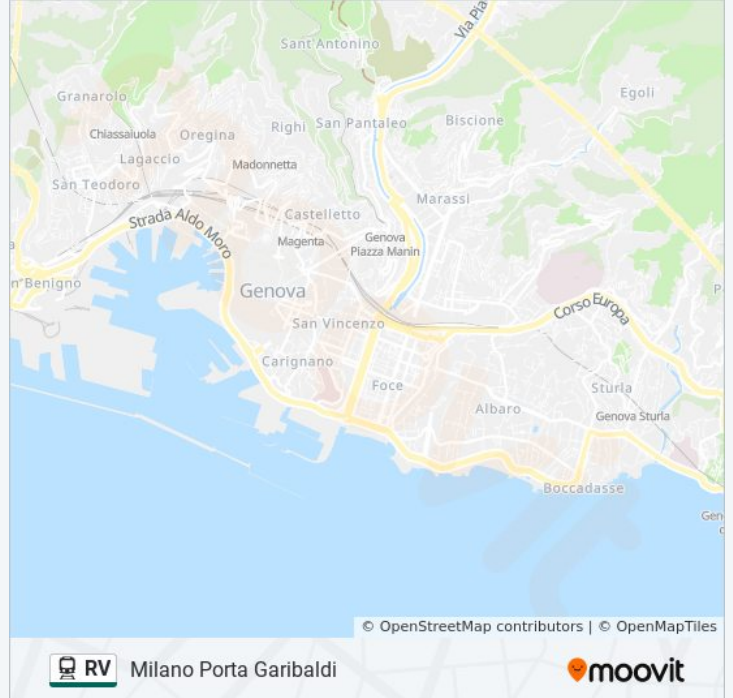 Via Pia
Sant'Antonino
Granarolo
Egoli
Chiassaiuola
Oregina
Righi
San Pantaleo
Biscione
Lagaccio
Madonnetta
San Teodoro
Marassi
Strada Aldo Moro
Castelletto
Magenta
Genova
Piazza Manin
a
n'Benigno
Genova
P
Corso Europa
San Vincenzo
Carignano
Foce
Sturla
Albaro
Genova Sturla
Boccadasse
Gen
c
© OpenStreetMap contributors | © OpenMapTiles
RV Milano Porta Garibaldi moovit